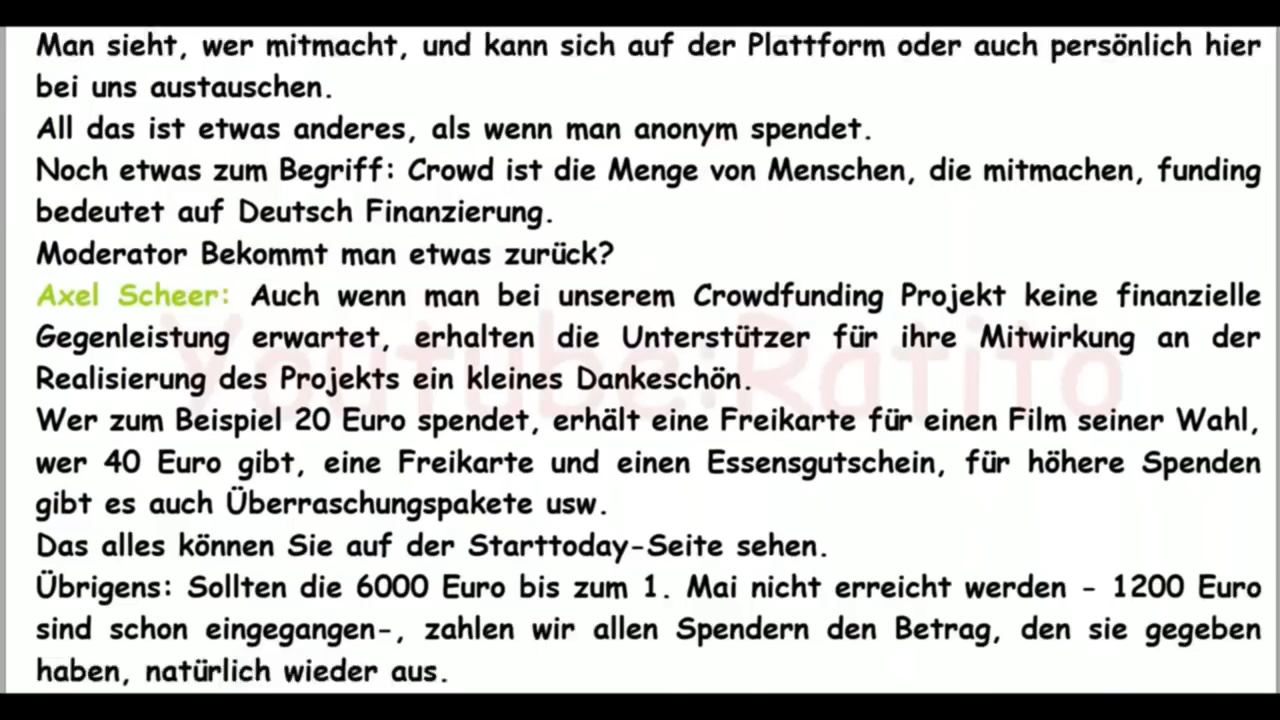 Man sieht, wer mitmacht, und kann sich auf der Plattform oder auch persönlich hier
bei uns austauschen.
All das ist etwas anderes, als wenn man anonym spendet.
Noch etwas zum Begriff: Crowd ist die Menge von Menschen, die mitmachen, funding
bedeutet auf Deutsch Finanzierung.
Moderator Bekommt man etwas zurück?
Axel Scheer: Auch wenn man bei unserem Crowdfunding Projekt keine finanzielle
Gegenleistung erwartet, erhalten die Unterstützer für ihre Mitwirkung an der
Realisierung des Projekts ein kleines Dankeschön.
Wer zum Beispiel 20 Euro spendet, erhält eine Freikarte für einen Film seiner Wahl,
wer 40 Euro gibt, eine Freikarte und einen Essensgutschein, für höhere Spenden
gibt es auch Überraschungspakete usw.
Das alles können Sie auf der Starttoday-Seite sehen.
Übrigens: Sollten die 6000 Euro bis zum 1. Mai nicht erreicht werden - 1200 Euro
sind schon eingegangen-, zahlen wir allen Spendern den Betrag, den sie gegeben
haben, natürlich wieder aus.
Youtube:Ratito